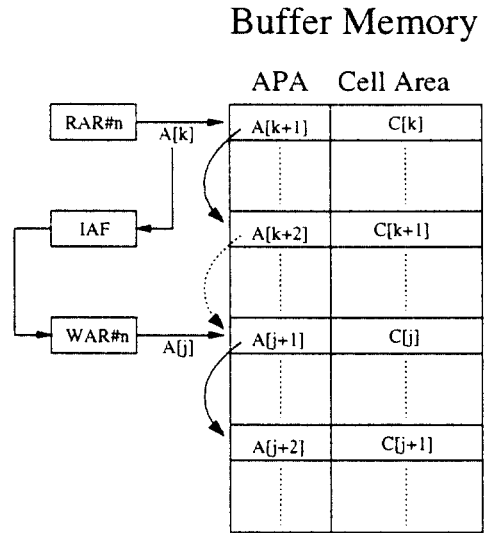 Buffer Memory
APA Cell Area
RAR#n
A[k]
A[k+1] C[k]
IAF
A[k+2] C[k+1]
WAR#n
A[j]
A[j+1] C[j]
A[j+2] C[j+1]